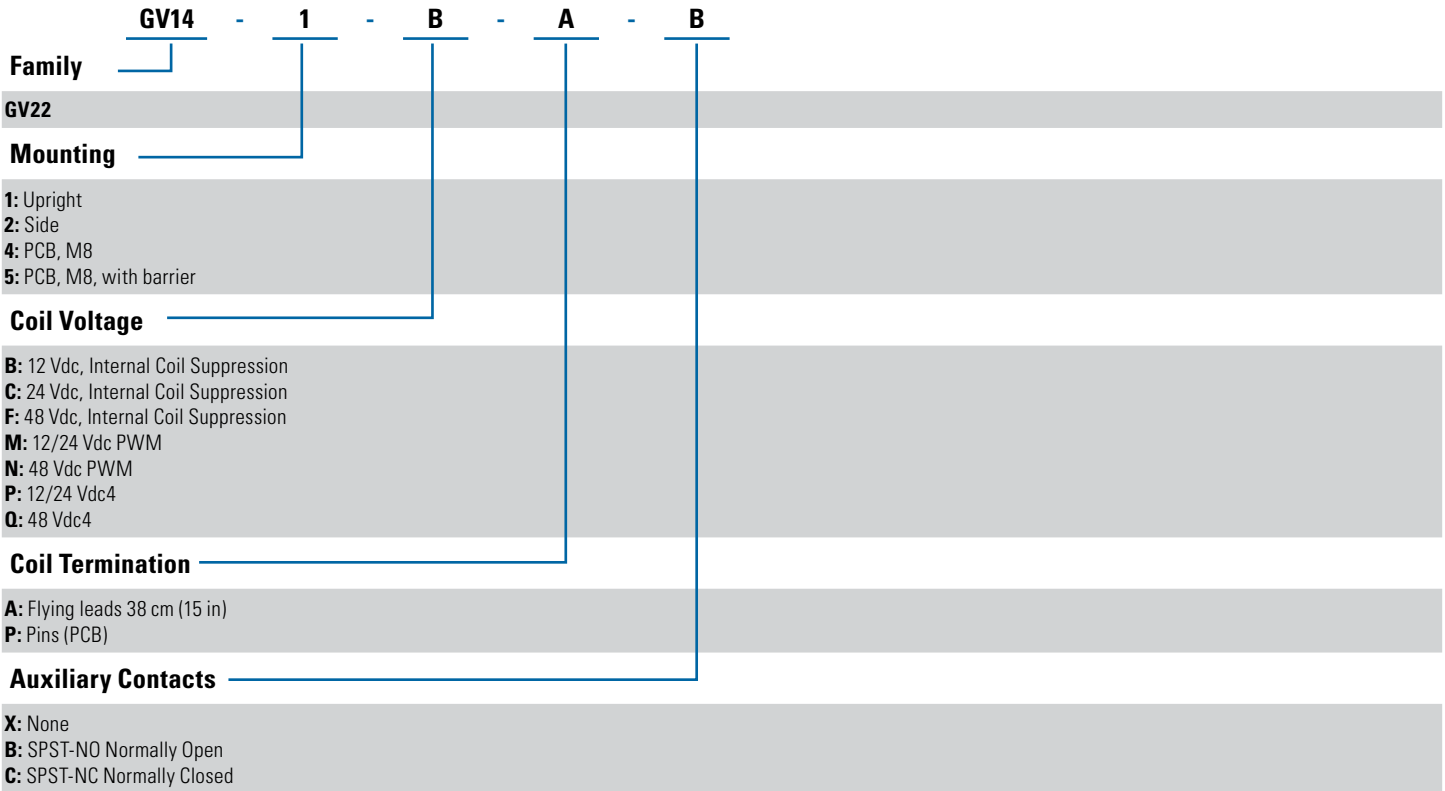 GV14 - 1 - B - A - B
Family
GV22
Mounting
1: Upright
2: Side
4: PCB, M8
5: PCB, M8, with barrier
Coil Voltage
B: 12 Vdc, Internal Coil Suppression
C: 24 Vdc, Internal Coil Suppression
F: 48 Vdc, Internal Coil Suppression
M: 12/24 Vdc PWM
N: 48 Vdc PWM
P: 12/24 Vdc4
Q: 48 Vdc4
Coil Termination
A: Flying leads 38 cm (15 in)
P: Pins (PCB)
Auxiliary Contacts
X: None
B: SPST-NO Normally Open
C: SPST-NC Normally Closed